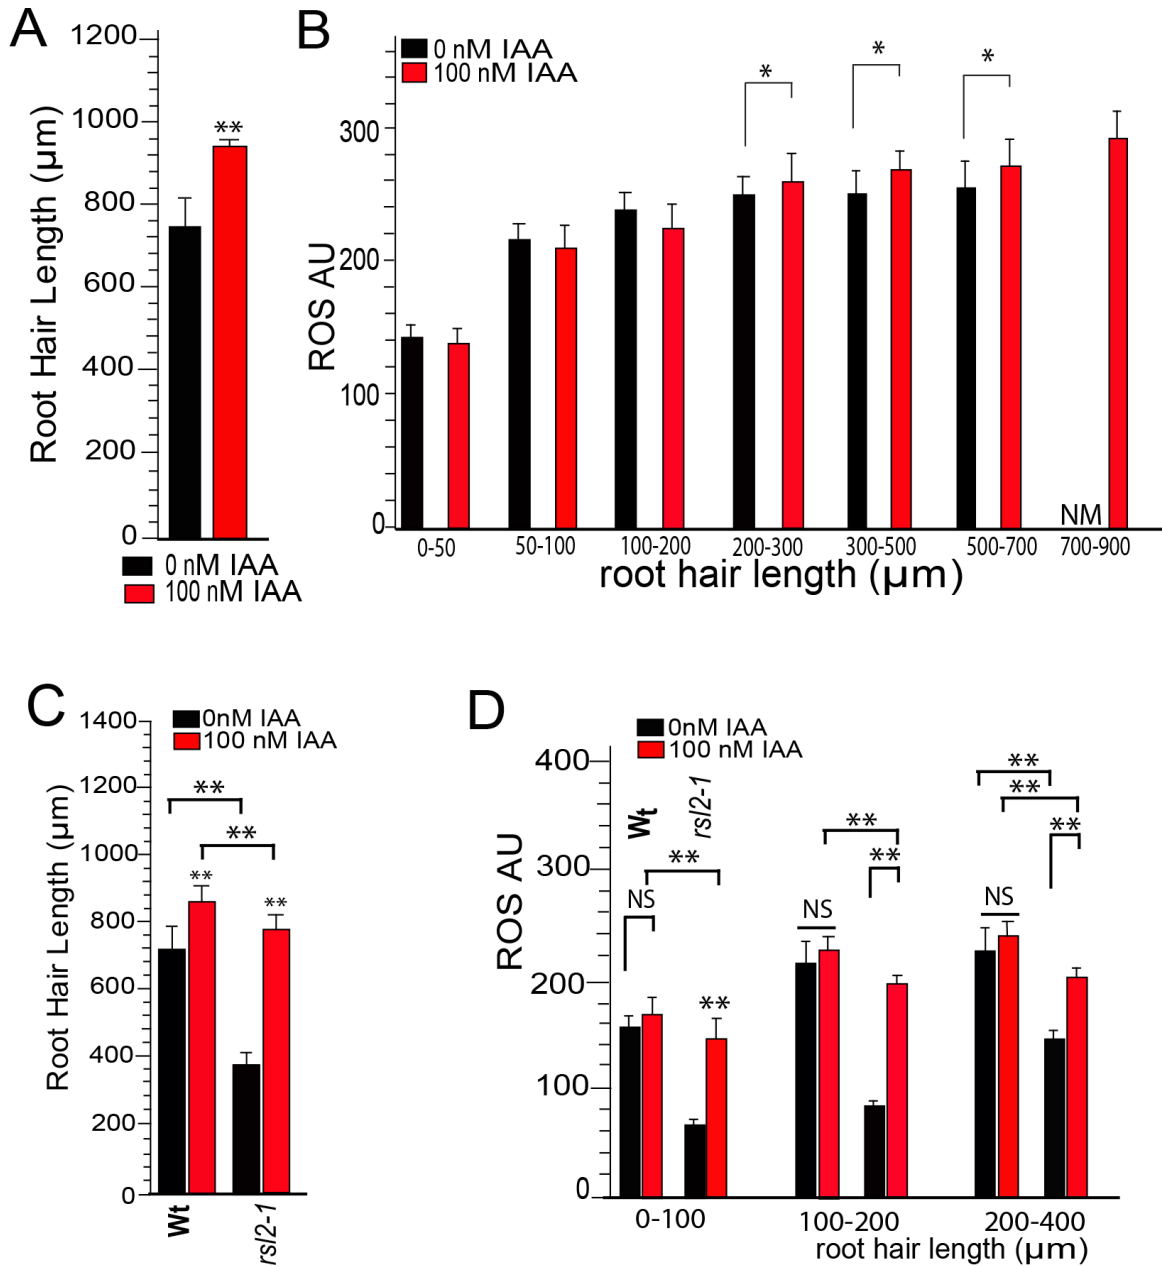 A
1200
1000
800
600
400
200
0
Root Hair Length (µm)
**
0 nM IAA
100 nM IAA
B
0 nM IAA
100 nM IAA
300
200
100
0
ROS AU
*
*
*
NM
0-50
50-100
100-200
200-300
300-500
500-700
700-900
root hair length (µm)
C
0nM IAA
100 nM IAA
1400
1200
1000
800
600
400
200
0
Root Hair Length (µm)
**
**
**
**
Wt
rsl2-1
D
0nM IAA
100 nM IAA
400
300
200
100
0
ROS AU
Wt
rsl2-1
**
NS
**
**
**
NS
**
**
**
NS
0-100
100-200
200-400
root hair length (µm)